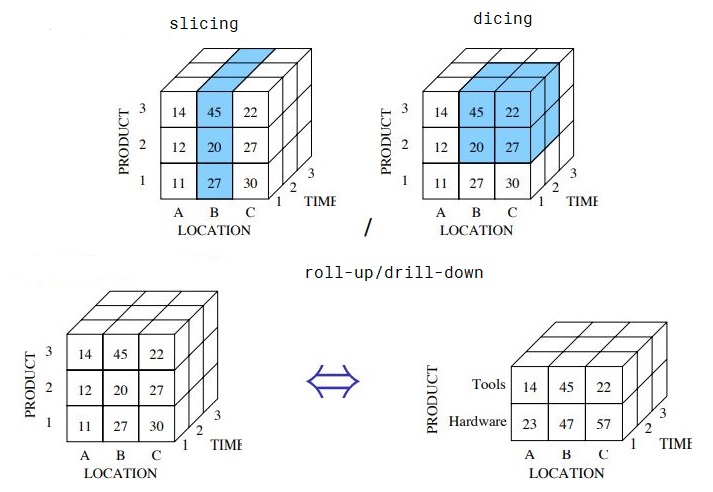 slicing
dicing
PRODUCT
3 14 45 22
2 12 20 27
1 11 27 30
A B C
1 2 3
TIME
LOCATION
PRODUCT
3 14 45 22
2 12 20 27
1 11 27 30
A B C
1 2 3
TIME
LOCATION
/
roll-up/drill-down
PRODUCT
3 14 45 22
2 12 20 27
1 11 27 30
A B C
1 2 3
TIME
LOCATION
PRODUCT
Tools 14 45 22
Hardware 23 47 57
A B C
1 2 3
TIME
LOCATION